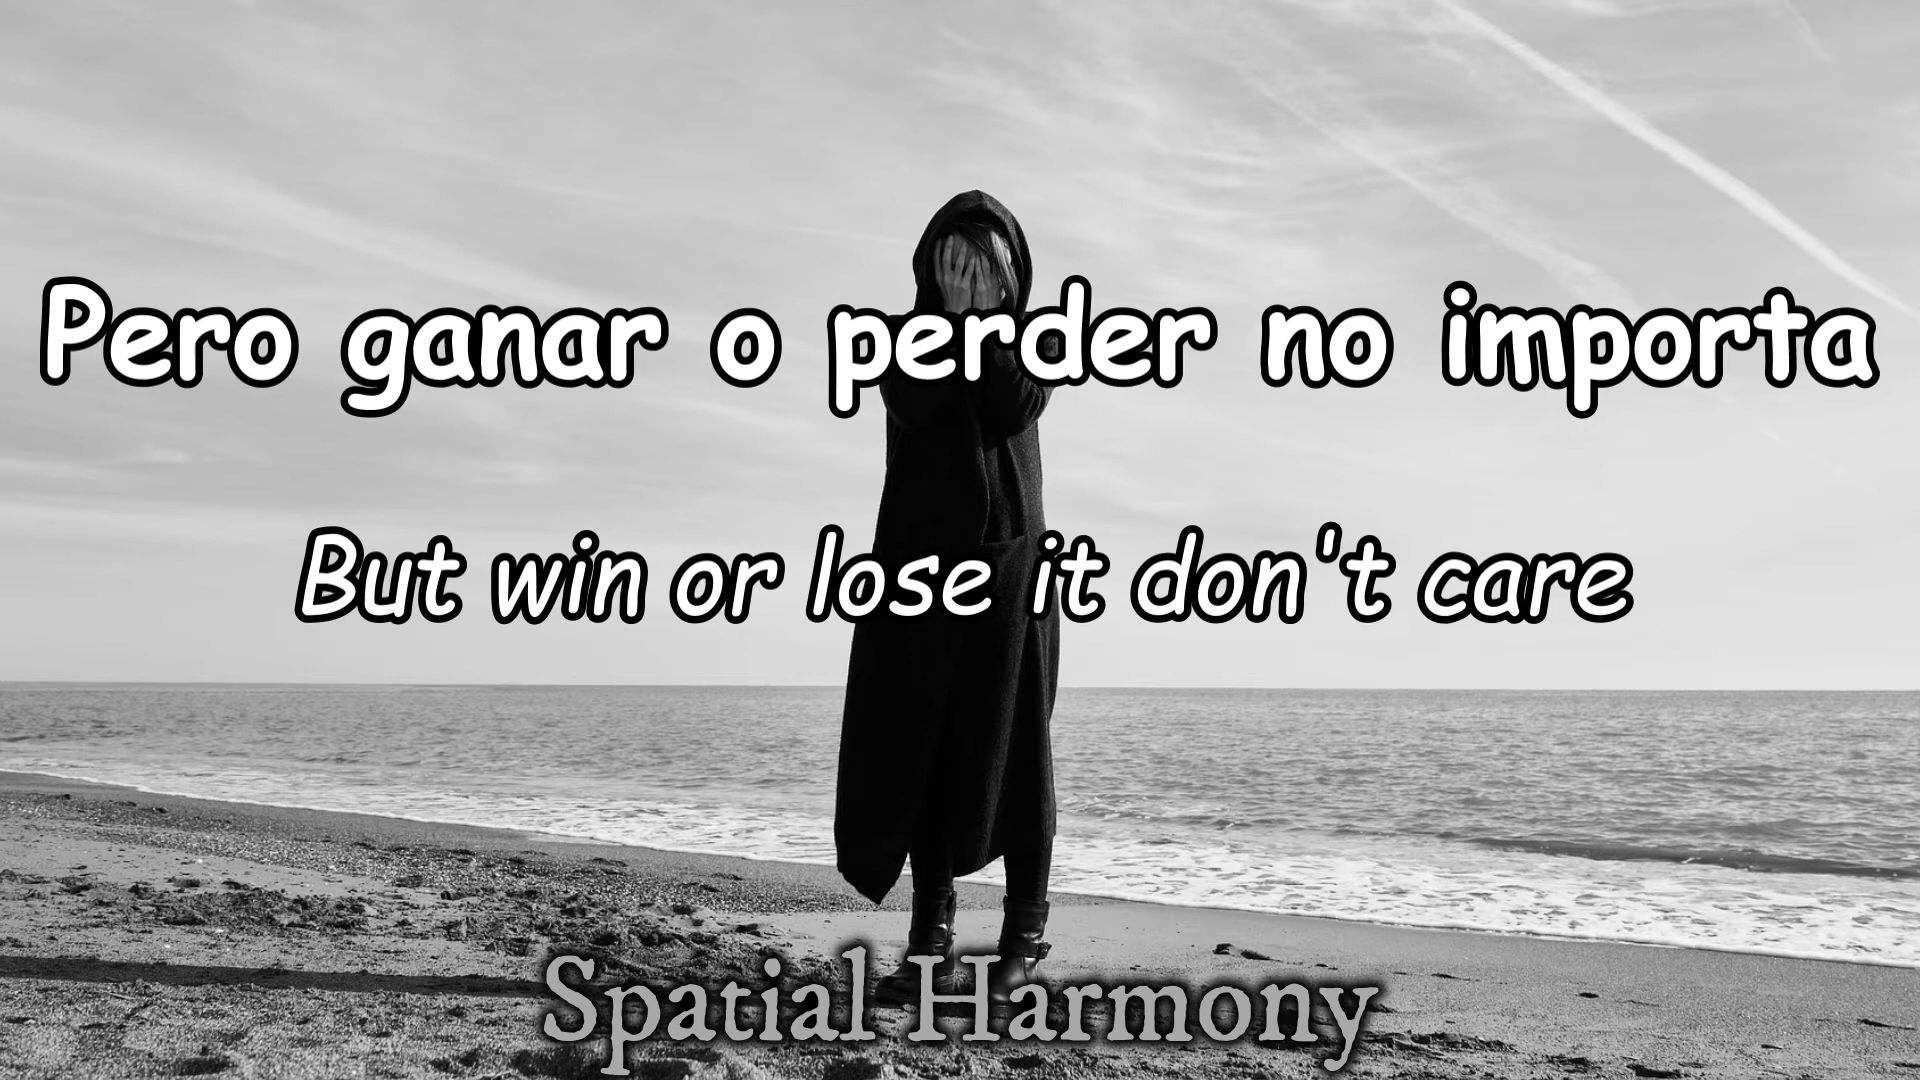 Pero ganar o perder no importa
But win or lose it don't care
Spatial Harmony